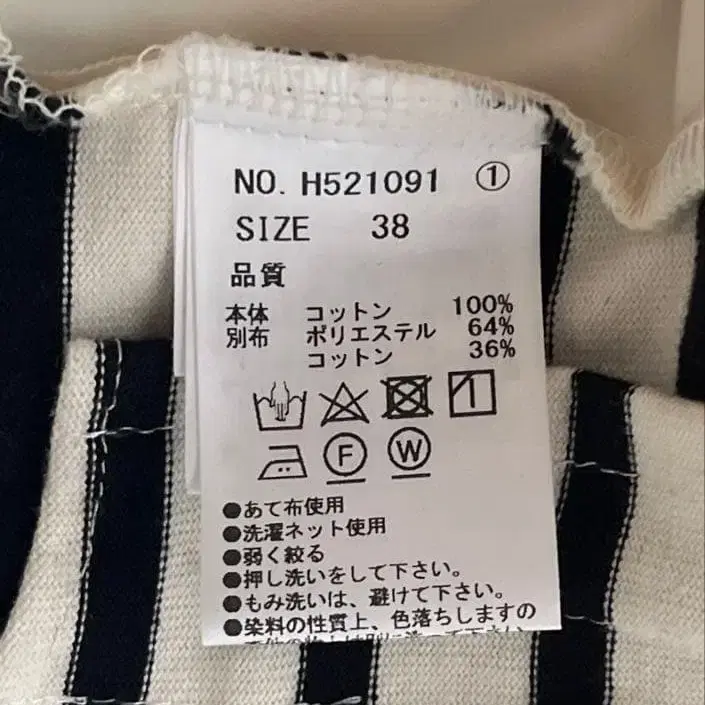 NO. H521091 ①
SIZE 38
品質
本体 コットン 100%
別布 ポリエステル 64%
コットン 36%
F W
●あて布使用
●洗濯ネット使用
●弱く絞る
●押し洗いをして下さい。
●もみ洗いは、避けて下さい。
●染料の性質上、色落ちしますの